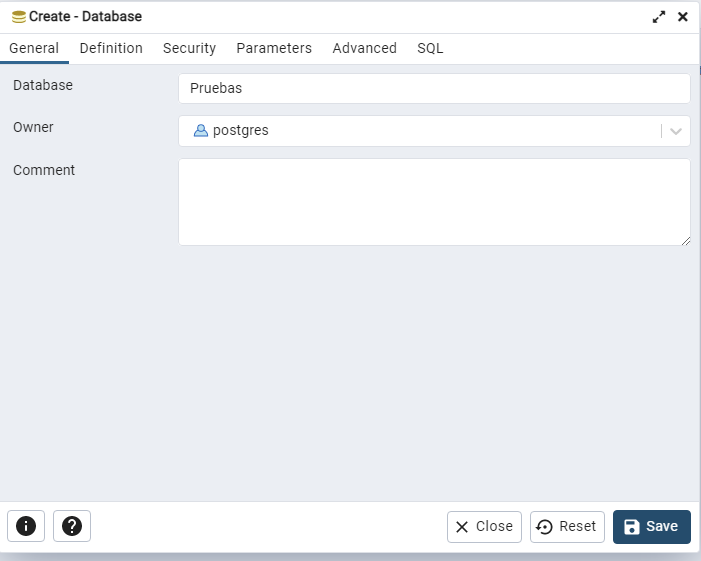 Create - Database
General Definition Security Parameters Advanced SQL
Database Pruebas
Owner postgres
Comment
Close Reset Save